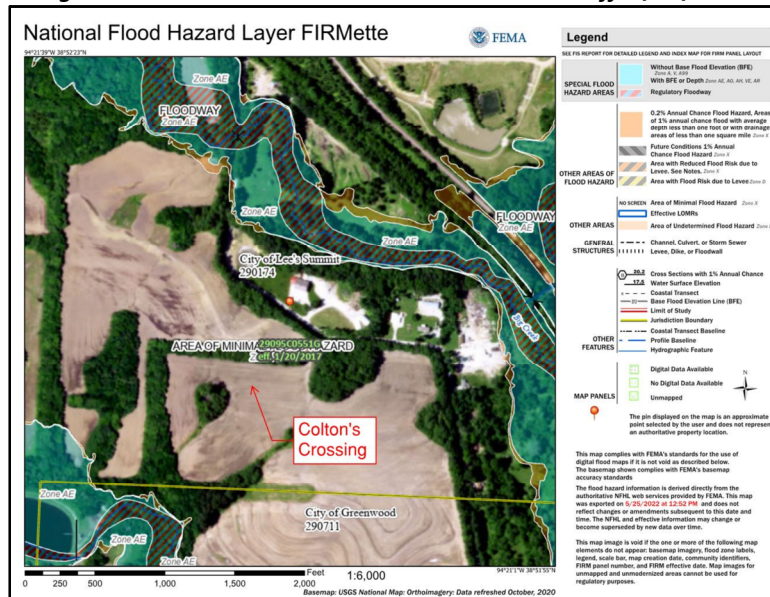 National Flood Hazard Layer FIRMette
FEMA
94°21'39"W 38°52'23"N
Zone AE
FLOODWAY
Zone AE
Zone AE
Zone AE
FLOODWAY
Zone AE
City of Lee's Summit
290174
AREA OF MINIMA
ZARD
29095C0551G
eff. 1/20/2017
Colton's
Crossing
City of Greenwood
290711
Zone AE
Zone AE
94°21'1"W 38°51'55"N
Feet
0 250 500 1,000 1,500 2,000
1:6,000
Basemap: USGS National Map: Orthoimagery: Data refreshed October, 2020
Legend
SEE FIS REPORT FOR DETAILED LEGEND AND INDEX MAP FOR FIRM PANEL LAYOUT
SPECIAL FLOOD
HAZARD AREAS
Without Base Flood Elevation (BFE)
Zone A, V, A99
With BFE or Depth Zone AE, AO, AH, VE, AR
Regulatory Floodway
0.2% Annual Chance Flood Hazard, Areas
of 1% annual chance flood with average
depth less than one foot or with drainage
areas of less than one square mile Zone X
Future Conditions 1% Annual
Chance Flood Hazard Zone X
Area with Reduced Flood Risk due to
Levee. See Notes. Zone X
Area with Flood Risk due to Levee Zone D
OTHER AREAS OF
FLOOD HAZARD
NO SCREEN Area of Minimal Flood Hazard Zone X
Effective LOMRs
OTHER AREAS
Area of Undetermined Flood Hazard Zone
GENERAL
STRUCTURES
Channel, Culvert, or Storm Sewer
Levee, Dike, or Floodwall
20.2 Cross Sections with 1% Annual Chance
17.5 Water Surface Elevation
Coastal Transect
Base Flood Elevation Line (BFE)
Limit of Study
Jurisdiction Boundary
Coastal Transect Baseline
OTHER
FEATURES
Profile Baseline
Hydrographic Feature
Digital Data Available
No Digital Data Available
Unmapped
MAP PANELS
N
The pin displayed on the map is an approximate
point selected by the user and does not represen
an authoritative property location.
This map complies with FEMA's standards for the use of
digital flood maps if it is not void as described below.
The basemap shown complies with FEMA's basemap
accuracy standards
The flood hazard information is derived directly from the
authoritative NFHL web services provided by FEMA. This map
was exported on 5/25/2022 at 12:52 PM and does not
reflect changes or amendments subsequent to this date and
time. The NFHL and effective information may change or
become superseded by new data over time.
This map image is void if the one or more of the following map
elements do not appear: basemap imagery, flood zone labels,
legend, scale bar, map creation date, community identifiers,
FIRM panel number, and FIRM effective date. Map images for
unmapped and unmodernized areas cannot be used for
regulatory purposes.